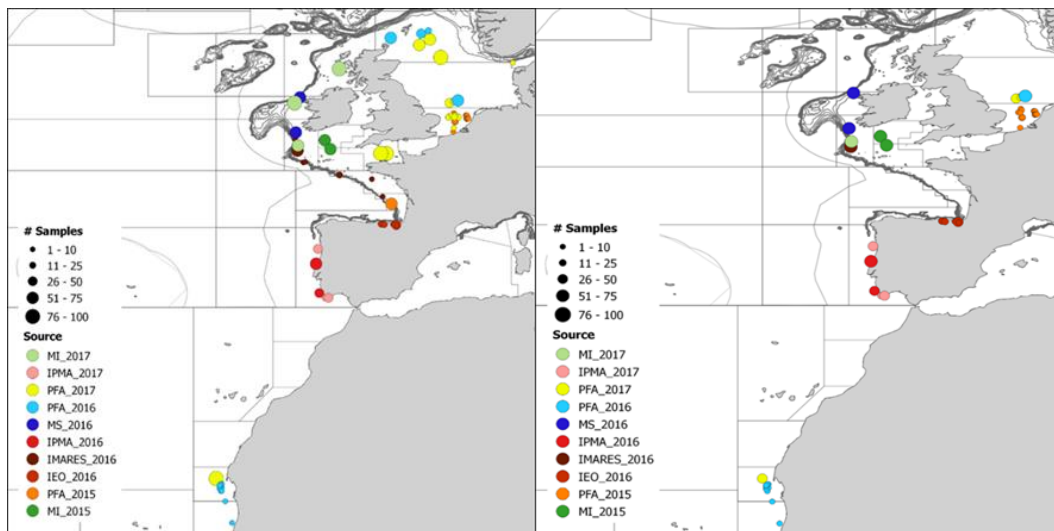 # Samples
1 - 10
11 - 25
26 - 50
51 - 75
76 - 100
Source
MI_2017
IPMA_2017
PFA_2017
PFA_2016
MS_2016
IPMA_2016
IMARES_2016
IEO_2016
PFA_2015
MI_2015
# Samples
1 - 10
11 - 25
26 - 50
51 - 75
76 - 100
Source
MI_2017
IPMA_2017
PFA_2017
PFA_2016
MS_2016
IPMA_2016
IMARES_2016
IEO_2016
PFA_2015
MI_2015